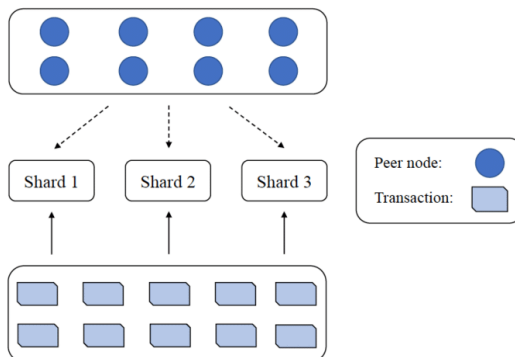 Shard 1
Shard 2
Shard 3
Peer node:
Transaction: